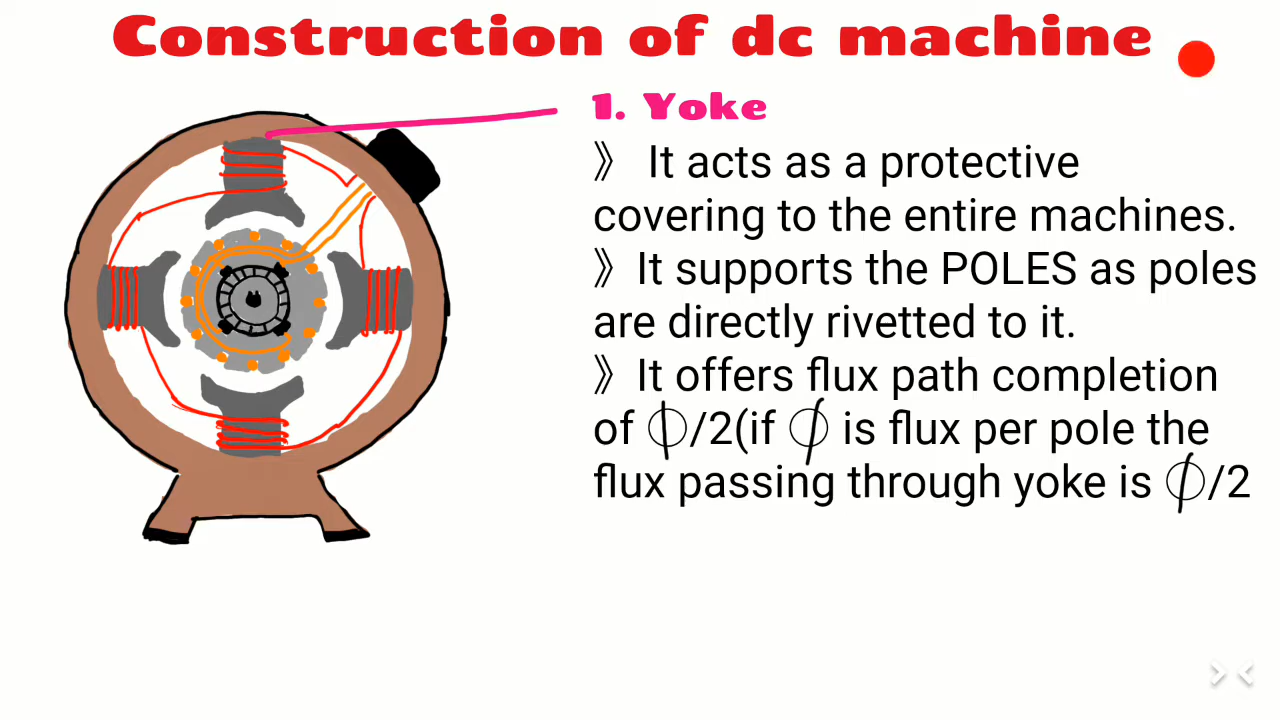 Construction of dc machine
1. Yoke
》 It acts as a protective
covering to the entire machines.
》It supports the POLES as poles
are directly rivetted to it.
》It offers flux path completion
of ϕ/2(if ϕ is flux per pole the
flux passing through yoke is ϕ/2